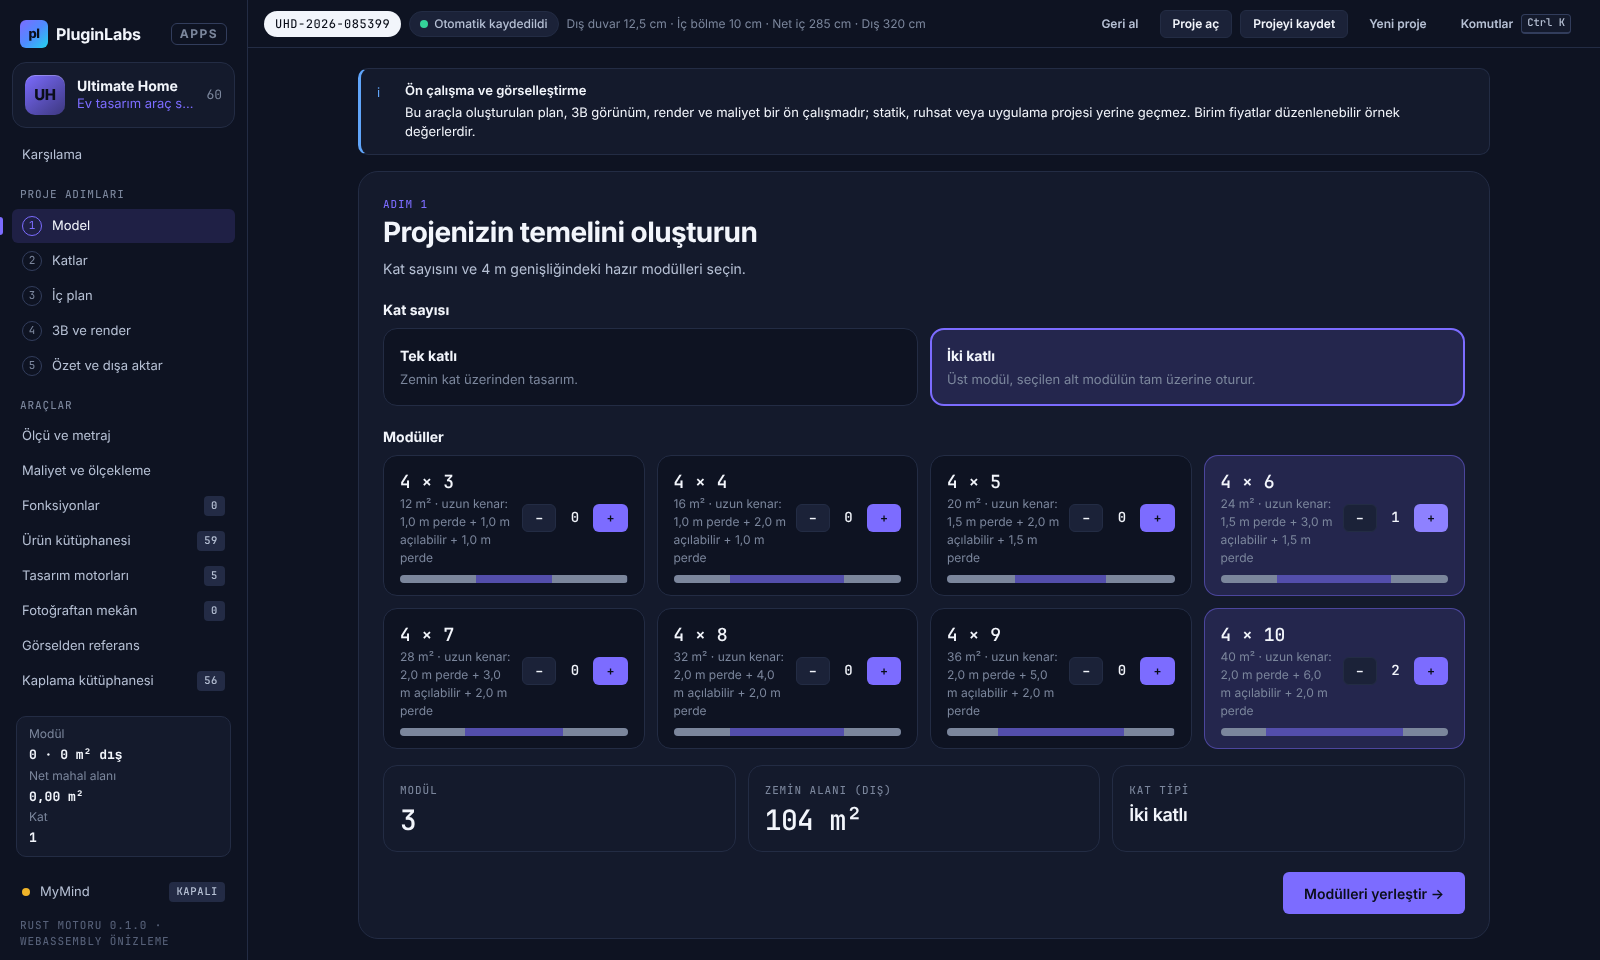 pl PluginLabs APPS
UH Ultimate Home 60
Ev tasarım araç s...
Karşılama
PROJE ADIMLARI
1 Model
2 Katlar
3 İç plan
4 3B ve render
5 Özet ve dışa aktar
ARAÇLAR
Ölçü ve metraj
Maliyet ve ölçekleme
Fonksiyonlar 0
Ürün kütüphanesi 59
Tasarım motorları 5
Fotoğraftan mekân 0
Görselden referans
Kaplama kütüphanesi 56
Modül
0 · 0 m² dış
Net mahal alanı
0,00 m²
Kat
1
MyMind KAPALI
RUST MOTORU 0.1.0 ·
WEBASSEMBLY ÖNİZLEME
UHD-2026-085399 Otomatik kaydedildi Dış duvar 12,5 cm · İç bölme 10 cm · Net iç 285 cm · Dış 320 cm Geri al Proje aç Projeyi kaydet Yeni proje Komutlar Ctrl K
i Ön çalışma ve görselleştirme
Bu araçla oluşturulan plan, 3B görünüm, render ve maliyet bir ön çalışmadır; statik, ruhsat veya uygulama projesi yerine geçmez. Birim fiyatlar düzenlenebilir örnek
değerlerdir.
ADIM 1
Projenizin temelini oluşturun
Kat sayısını ve 4 m genişliğindeki hazır modülleri seçin.
Kat sayısı
Tek katlı
Zemin kat üzerinden tasarım.
İki katlı
Üst modül, seçilen alt modülün tam üzerine oturur.
Modüller
4 × 3
12 m² · uzun kenar:
1,0 m perde + 1,0 m
açılabilir + 1,0 m
perde
− 0 +
4 × 4
16 m² · uzun kenar:
1,0 m perde + 2,0 m
açılabilir + 1,0 m
perde
− 0 +
4 × 5
20 m² · uzun kenar:
1,5 m perde + 2,0 m
açılabilir + 1,5 m
perde
− 0 +
4 × 6
24 m² · uzun kenar:
1,5 m perde + 3,0 m
açılabilir + 1,5 m
perde
− 1 +
4 × 7
28 m² · uzun kenar:
2,0 m perde + 3,0
m açılabilir + 2,0 m
perde
− 0 +
4 × 8
32 m² · uzun kenar:
2,0 m perde + 4,0
m açılabilir + 2,0 m
perde
− 0 +
4 × 9
36 m² · uzun kenar:
2,0 m perde + 5,0
m açılabilir + 2,0 m
perde
− 0 +
4 × 10
40 m² · uzun kenar:
2,0 m perde + 6,0
m açılabilir + 2,0 m
perde
− 2 +
MODÜL
3
ZEMİN ALANI (DIŞ)
104 m²
KAT TİPİ
İki katlı
Modülleri yerleştir →